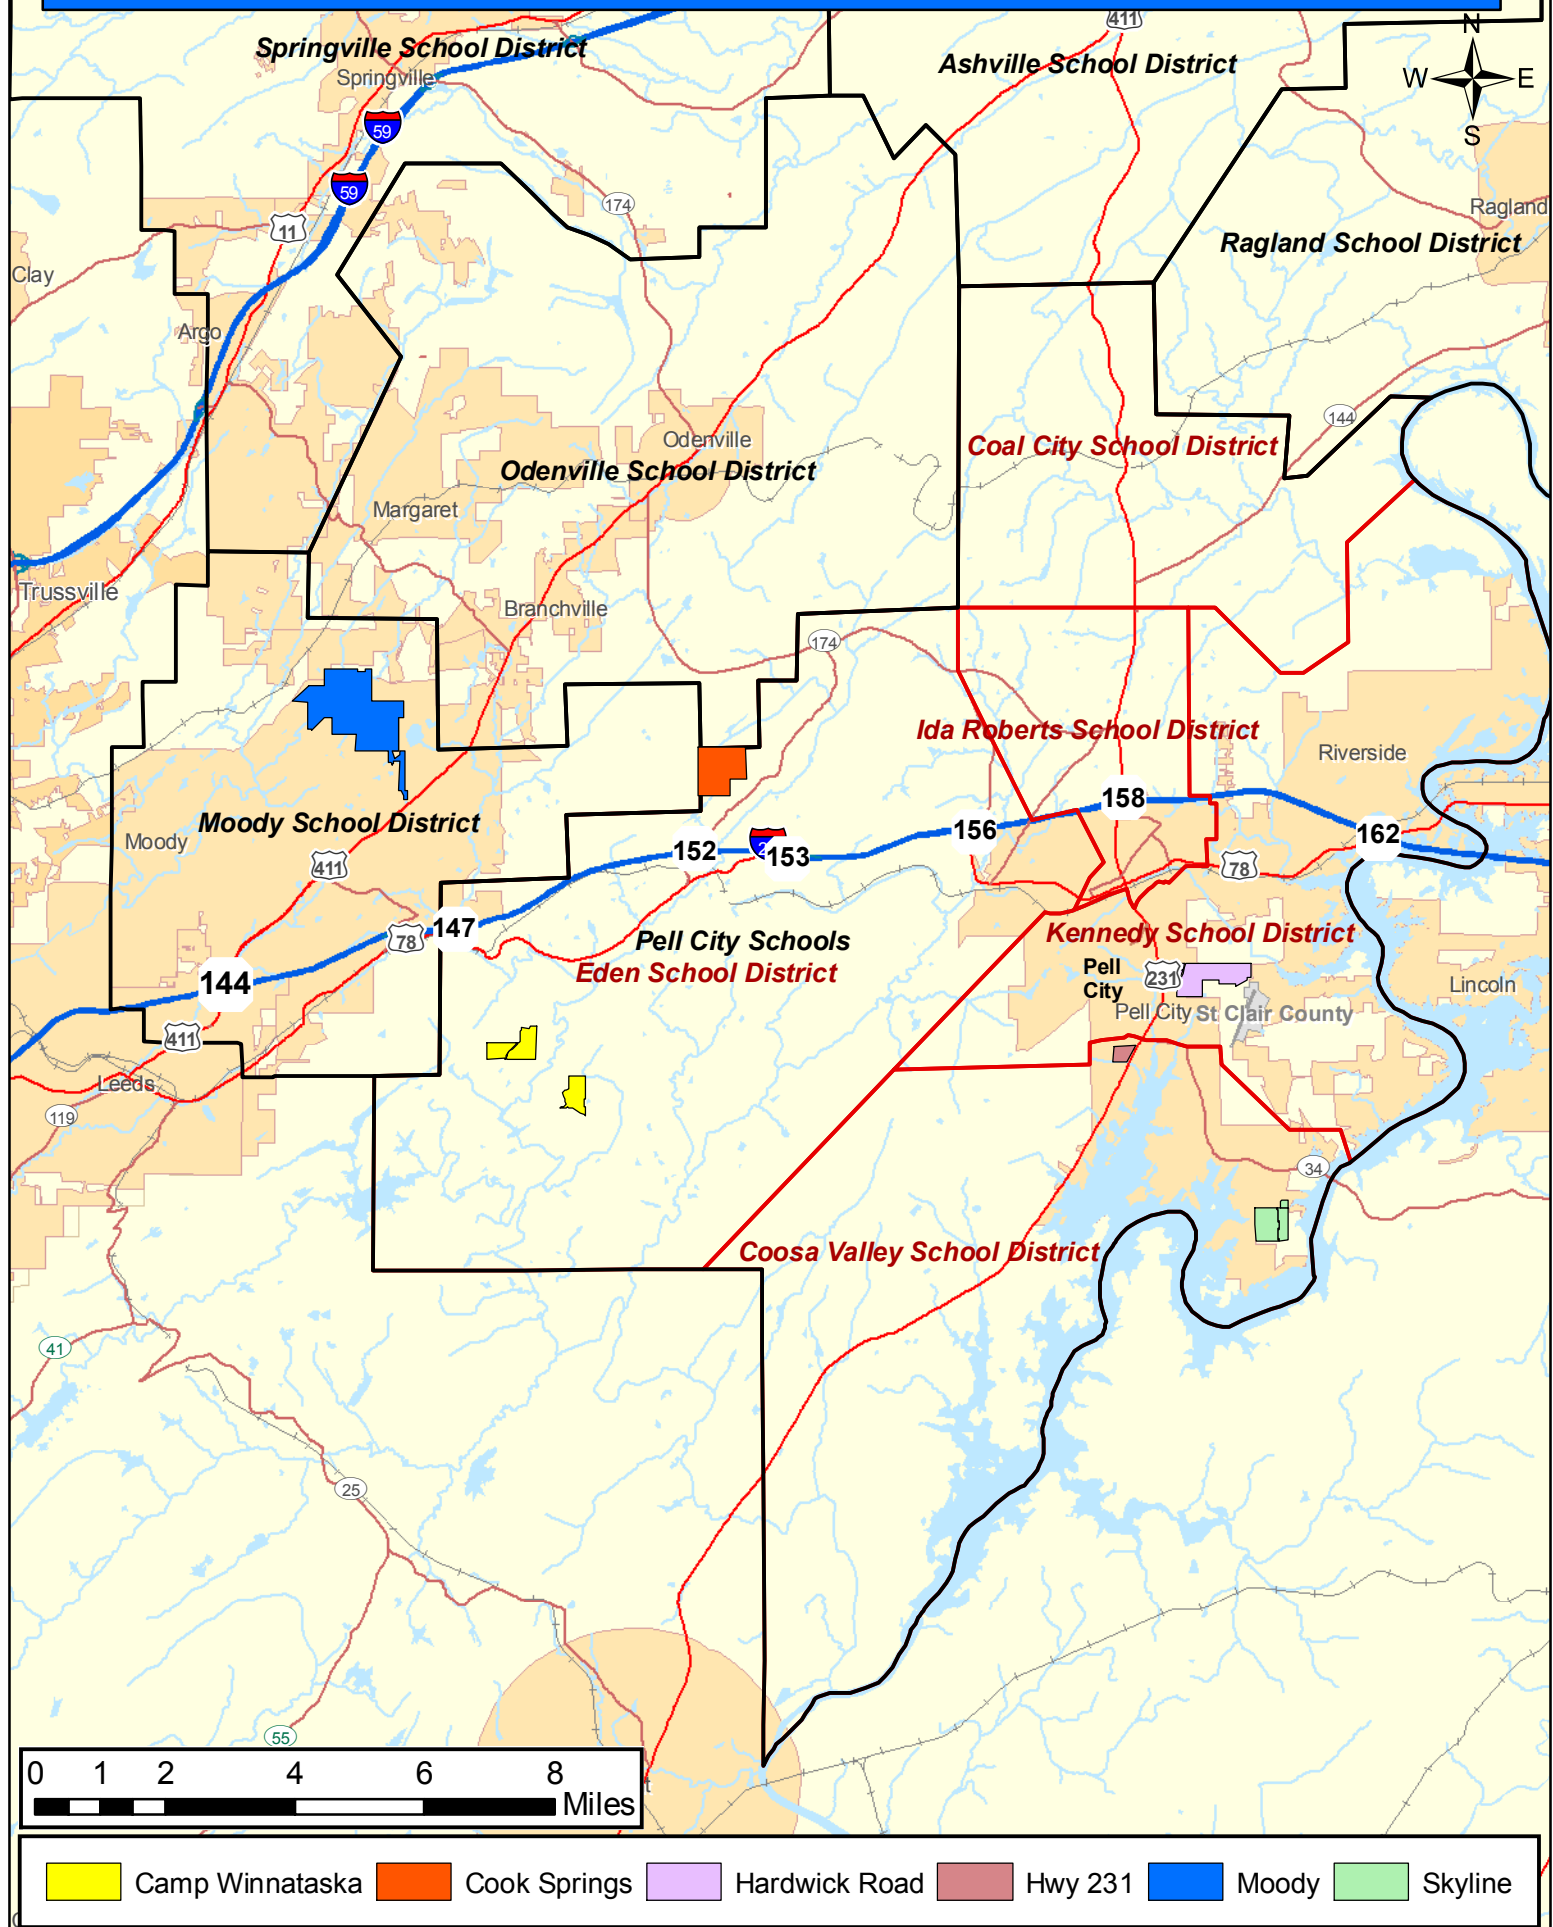 411
N
Springville School District
Ashville School District
W E
Springville
S
59
59
174
Ragland
11
Ragland School District
Clay
Argo
144
Odenville
Coal City School District
Odenville School District
Margaret
Trussville
Branchville
174
Ida Roberts School District
Riverside
158
Moody School District
156
162
Moody
152
153
411
78
147
78
Kennedy School District
Pell City Schools
Eden School District
Pell
City
231
144
Lincoln
Pell City
St Clair County
411
Leeds
119
34
Coosa Valley School District
41
25
55
0 1 2 4 6 8
Miles
Camp Winnataska
Cook Springs
Hardwick Road
Hwy 231
Moody
Skyline